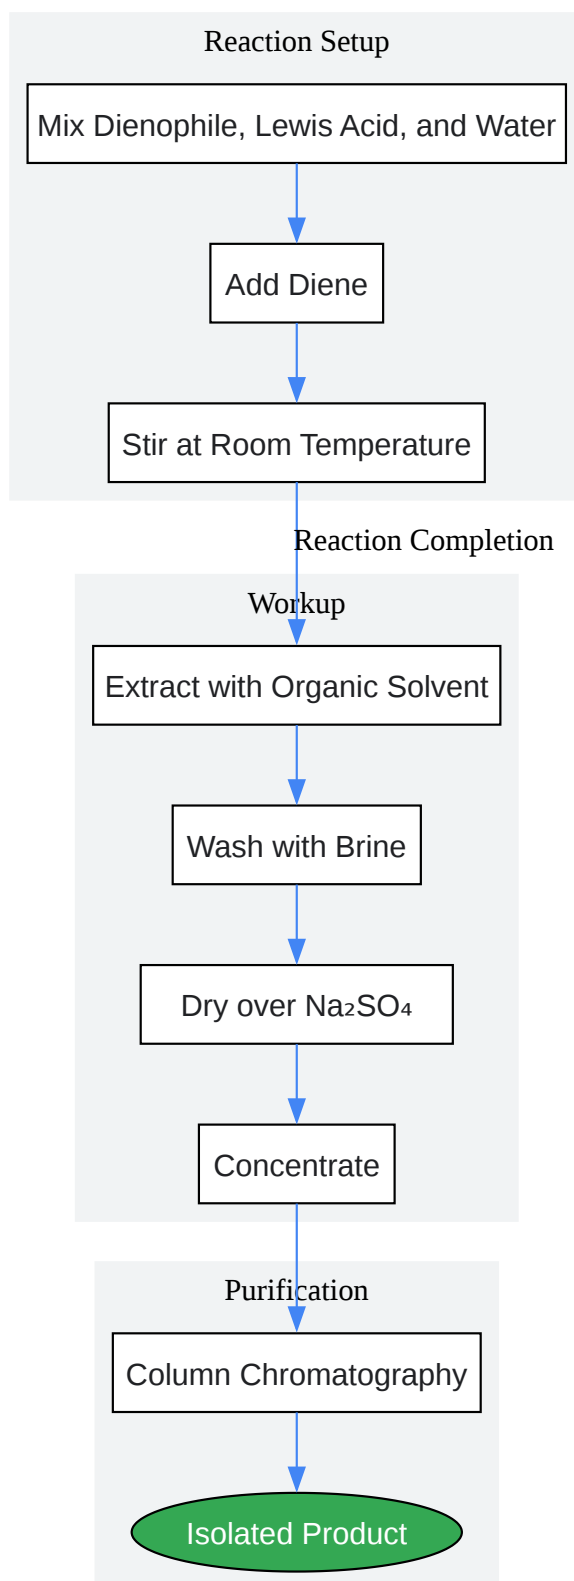 Reaction Setup
Mix Dienophile, Lewis Acid, and Water
Add Diene
Stir at Room Temperature
Reaction Completion
Workup
Extract with Organic Solvent
Wash with Brine
Dry over Na₂SO₄
Concentrate
Purification
Column Chromatography
Isolated Product